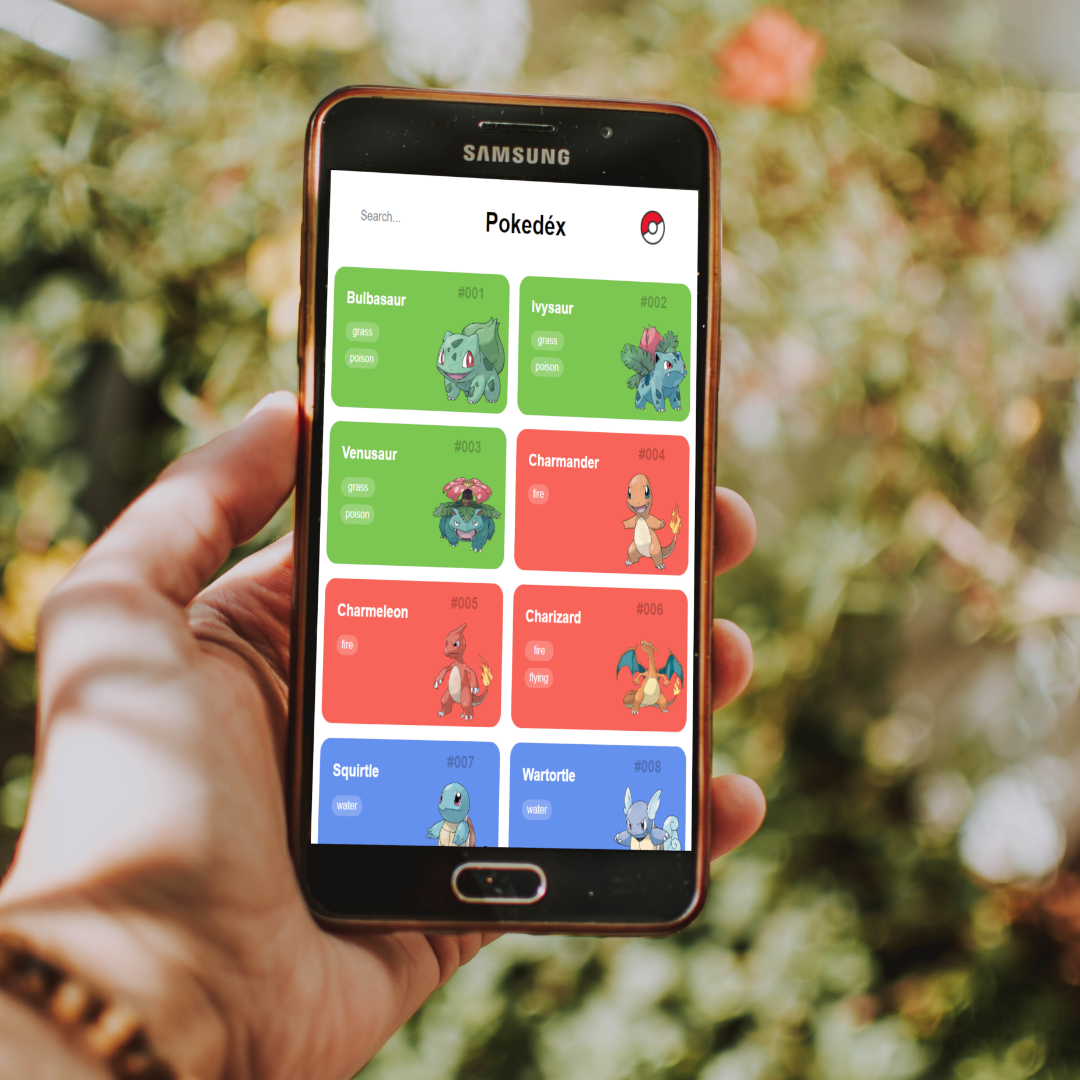 SAMSUNG
Search...
Pokedéx
Bulbasaur
#001
grass
poison
Ivysaur
#002
grass
poison
Venusaur
#003
grass
poison
Charmander
#004
fire
Charmeleon
#005
fire
Charizard
#006
fire
flying
Squirtle
#007
water
Wartortle
#008
water